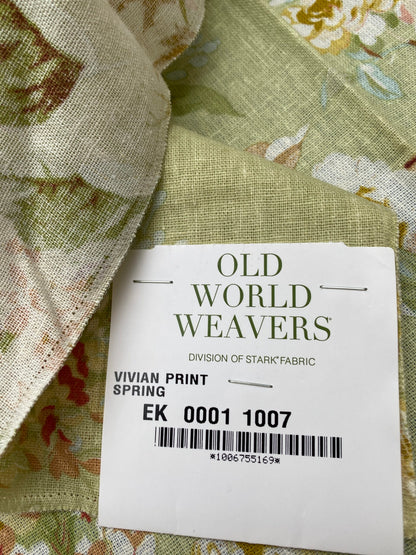 OLD
WORLD
WEAVERS®
DIVISION OF STARK® FABRIC
VIVIAN PRINT
SPRING
EK 0001 1007
*1006755169*